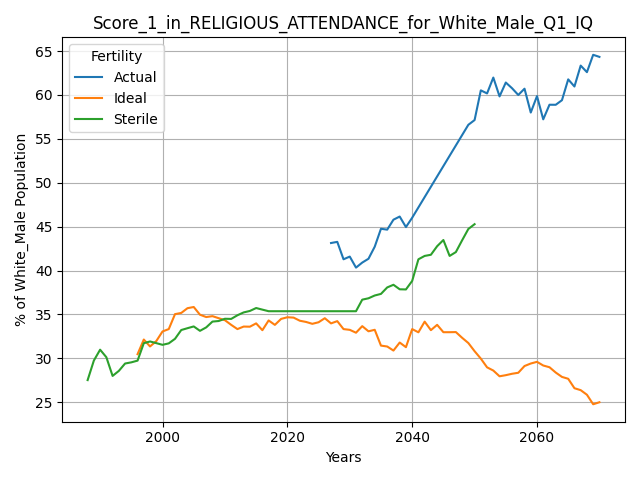 Score_1_in_RELIGIOUS_ATTENDANCE_for_White_Male_Q1_IQ
% of White_Male Population
65
60
55
50
45
40
35
30
25
Fertility
Actual
Ideal
Sterile
2000
2020
2040
2060
Years